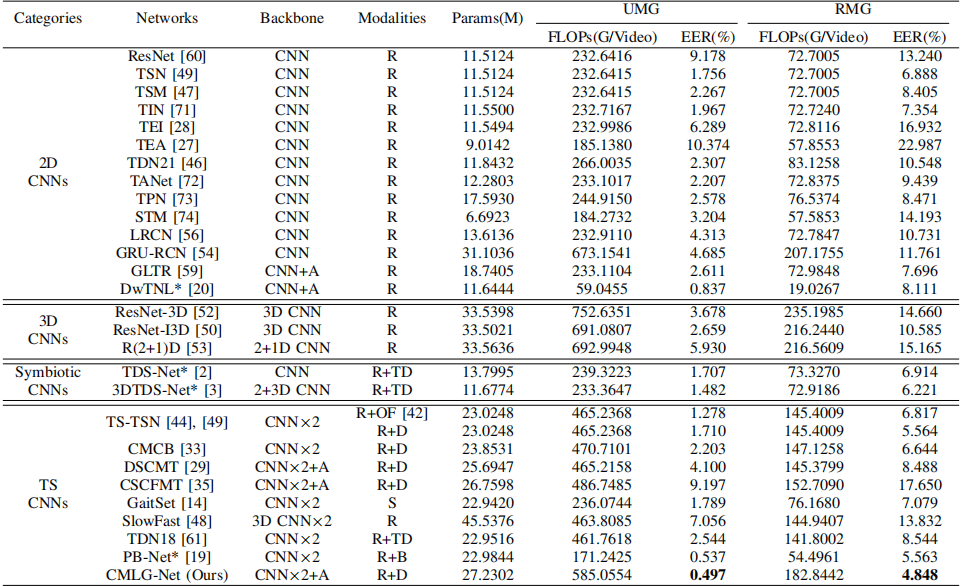 Categories Networks Backbone Modalities Params(M) UMG RMG
FLOPs(G/Video) EER(%) FLOPs(G/Video) EER(%)
ResNet [60] CNN R 11.5124 232.6416 9.178 72.7005 13.240
TSN [49] CNN R 11.5124 232.6415 1.756 72.7005 6.888
TSM [47] CNN R 11.5124 232.6415 2.267 72.7005 8.405
TIN [71] CNN R 11.5500 232.7167 1.967 72.7240 7.354
TEI [28] CNN R 11.5494 232.9986 6.289 72.8116 16.932
TEA [27] CNN R 9.0142 185.1380 10.374 57.8553 22.987
2D CNNs TDN21 [46] CNN R 11.8432 266.0035 2.307 83.1258 10.548
TANet [72] CNN R 12.2803 233.1017 2.207 72.8375 9.439
TPN [73] CNN R 17.5930 244.9150 2.578 76.5374 8.471
STM [74] CNN R 6.6923 184.2732 3.204 57.5853 14.193
LRCN [56] CNN R 13.6136 232.9110 4.313 72.7847 10.731
GRU-RCN [54] CNN R 31.1036 673.1541 4.685 207.1755 11.761
GLTR [59] CNN+A R 18.7405 233.1104 2.611 72.9848 7.696
DwTNL* [20] CNN+A R 11.6444 59.0455 0.837 19.0267 8.111
3D CNNs ResNet-3D [52] 3D CNN R 33.5398 752.6351 3.678 235.1985 14.660
ResNet-I3D [50] 3D CNN R 33.5021 691.0807 2.659 216.2440 10.585
R(2+1)D [53] 2+1D CNN R 33.5636 692.9948 5.930 216.5609 15.165
Symbiotic CNNs TDS-Net* [2] CNN R+TD 13.7995 239.3223 1.707 73.3270 6.914
3DTDS-Net* [3] 2+3D CNN R+TD 11.6774 233.3647 1.482 72.9186 6.221
TS CNNs TS-TSN [44], [49] CNN×2 R+OF [42] 23.0248 465.2368 1.278 145.4009 6.817
R+D 23.0248 465.2368 1.710 145.4009 5.564
CMCB [33] CNN×2 R+D 23.8531 470.7101 2.203 147.1258 6.644
DSCMT [29] CNN×2+A R+D 25.6947 465.2158 4.100 145.3799 8.488
CSCFMT [35] CNN×2+A R+D 26.7598 486.7485 9.197 152.7090 17.650
GaitSet [14] CNN×2 S 22.9420 236.0744 1.789 76.1680 7.079
SlowFast [48] 3D CNN×2 R 45.5376 463.8085 7.056 144.9407 13.832
TDN18 [61] CNN×2 R+TD 22.9516 461.7618 2.544 141.8002 8.544
PB-Net* [19] CNN×2 R+B 22.9844 171.2425 0.537 54.4961 5.563
CMLG-Net (Ours) CNN×2+A R+D 27.2302 585.0554 0.497 182.8442 4.848